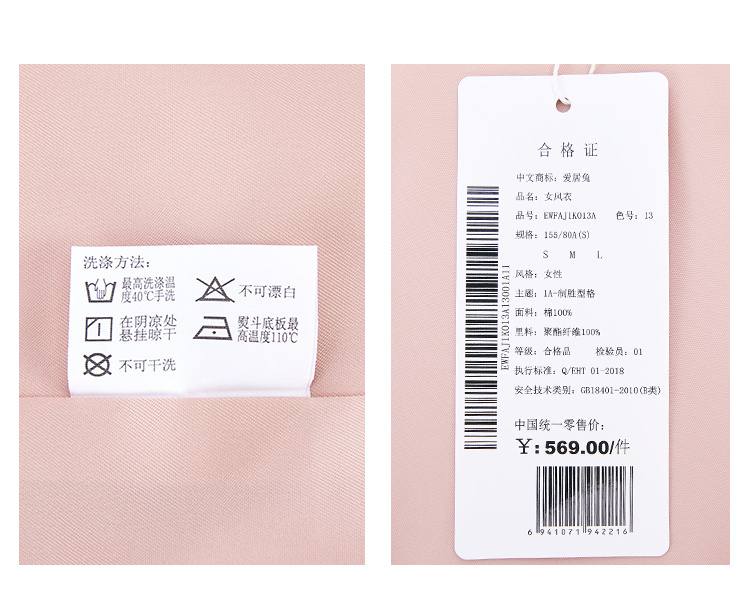 洗涤方法:
最高洗涤温
度40℃手洗
不可漂白
在阴凉处
悬挂晾干
熨斗底板最
高温度110℃
不可干洗
合格证
中文商标: 爱居兔
品名: 女风衣
品号: EWFAJ1K013A 色号: 13
规格: 155/80A(S)
S M L
风格: 女性
主题: 1A-制胜型格
面料: 棉100%
里料: 聚酯纤维100%
等级: 合格品 检验员: 01
执行标准: Q/EHT 01-2018
安全技术类别: GB18401-2010(B类)
中国统一零售价:
¥: 569.00/件
6 941071 942216
EWFAJ1K013A13001A11